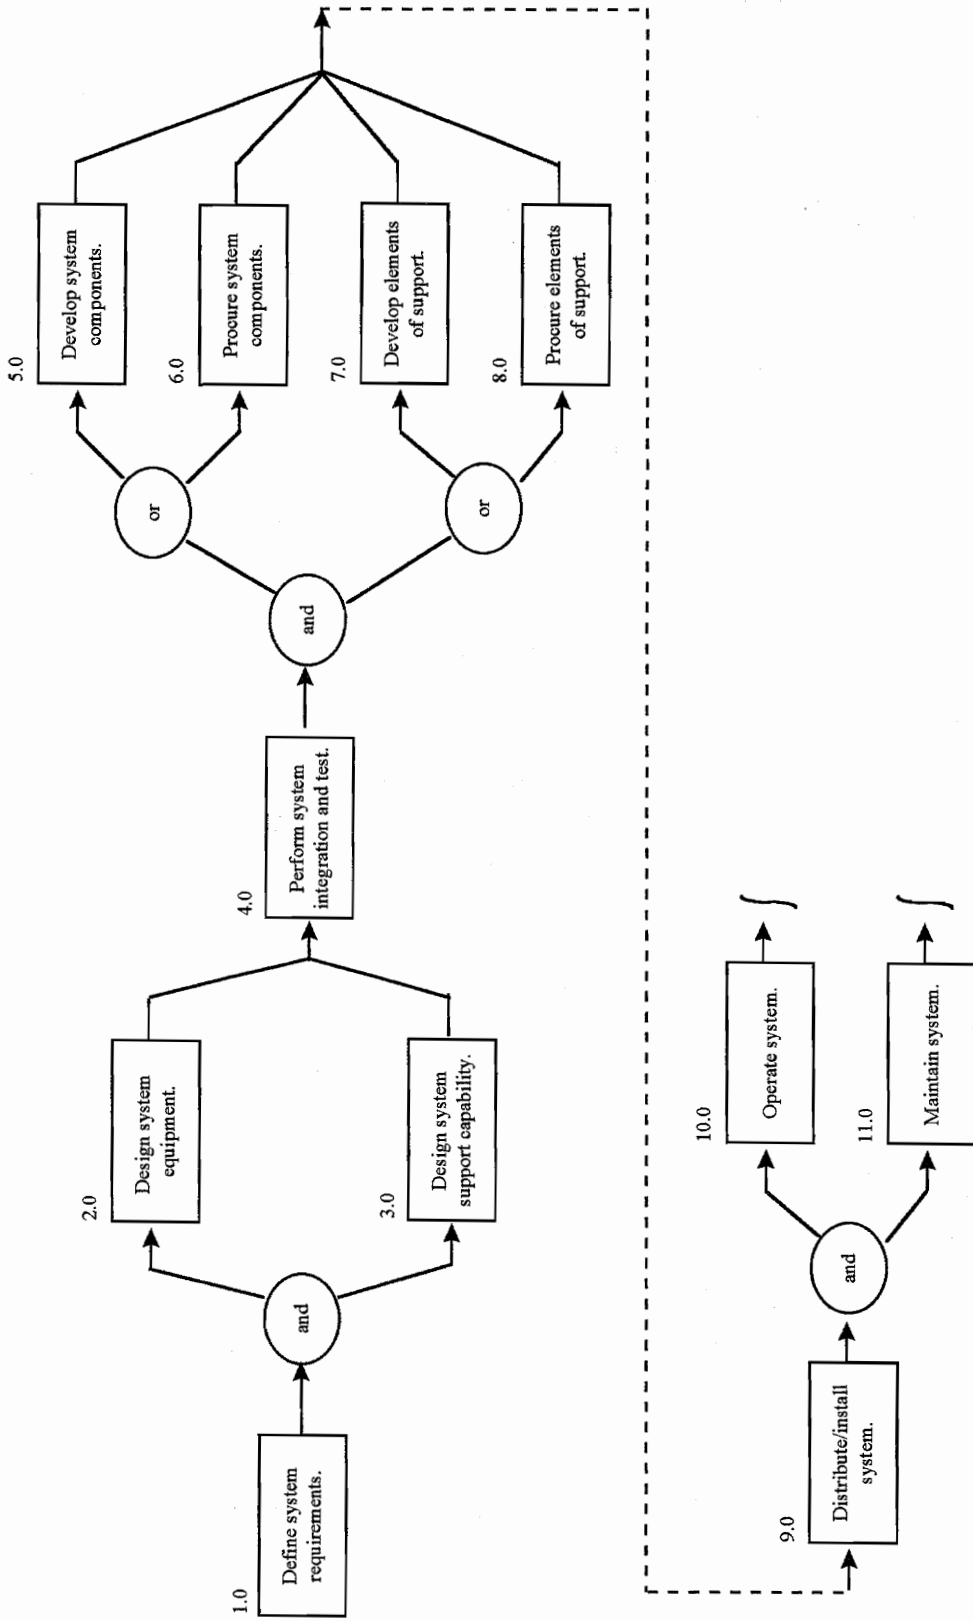 1.0
Define system
requirements.
and
2.0
Design system
equipment.
3.0
Design system
support capability.
4.0
Perform system
integration and test.
and
or
or
5.0
Develop system
components.
6.0
Procure system
components.
7.0
Develop elements
of support.
8.0
Procure elements
of support.
9.0
Distribute/install
system.
and
10.0
Operate system.
11.0
Maintain system.